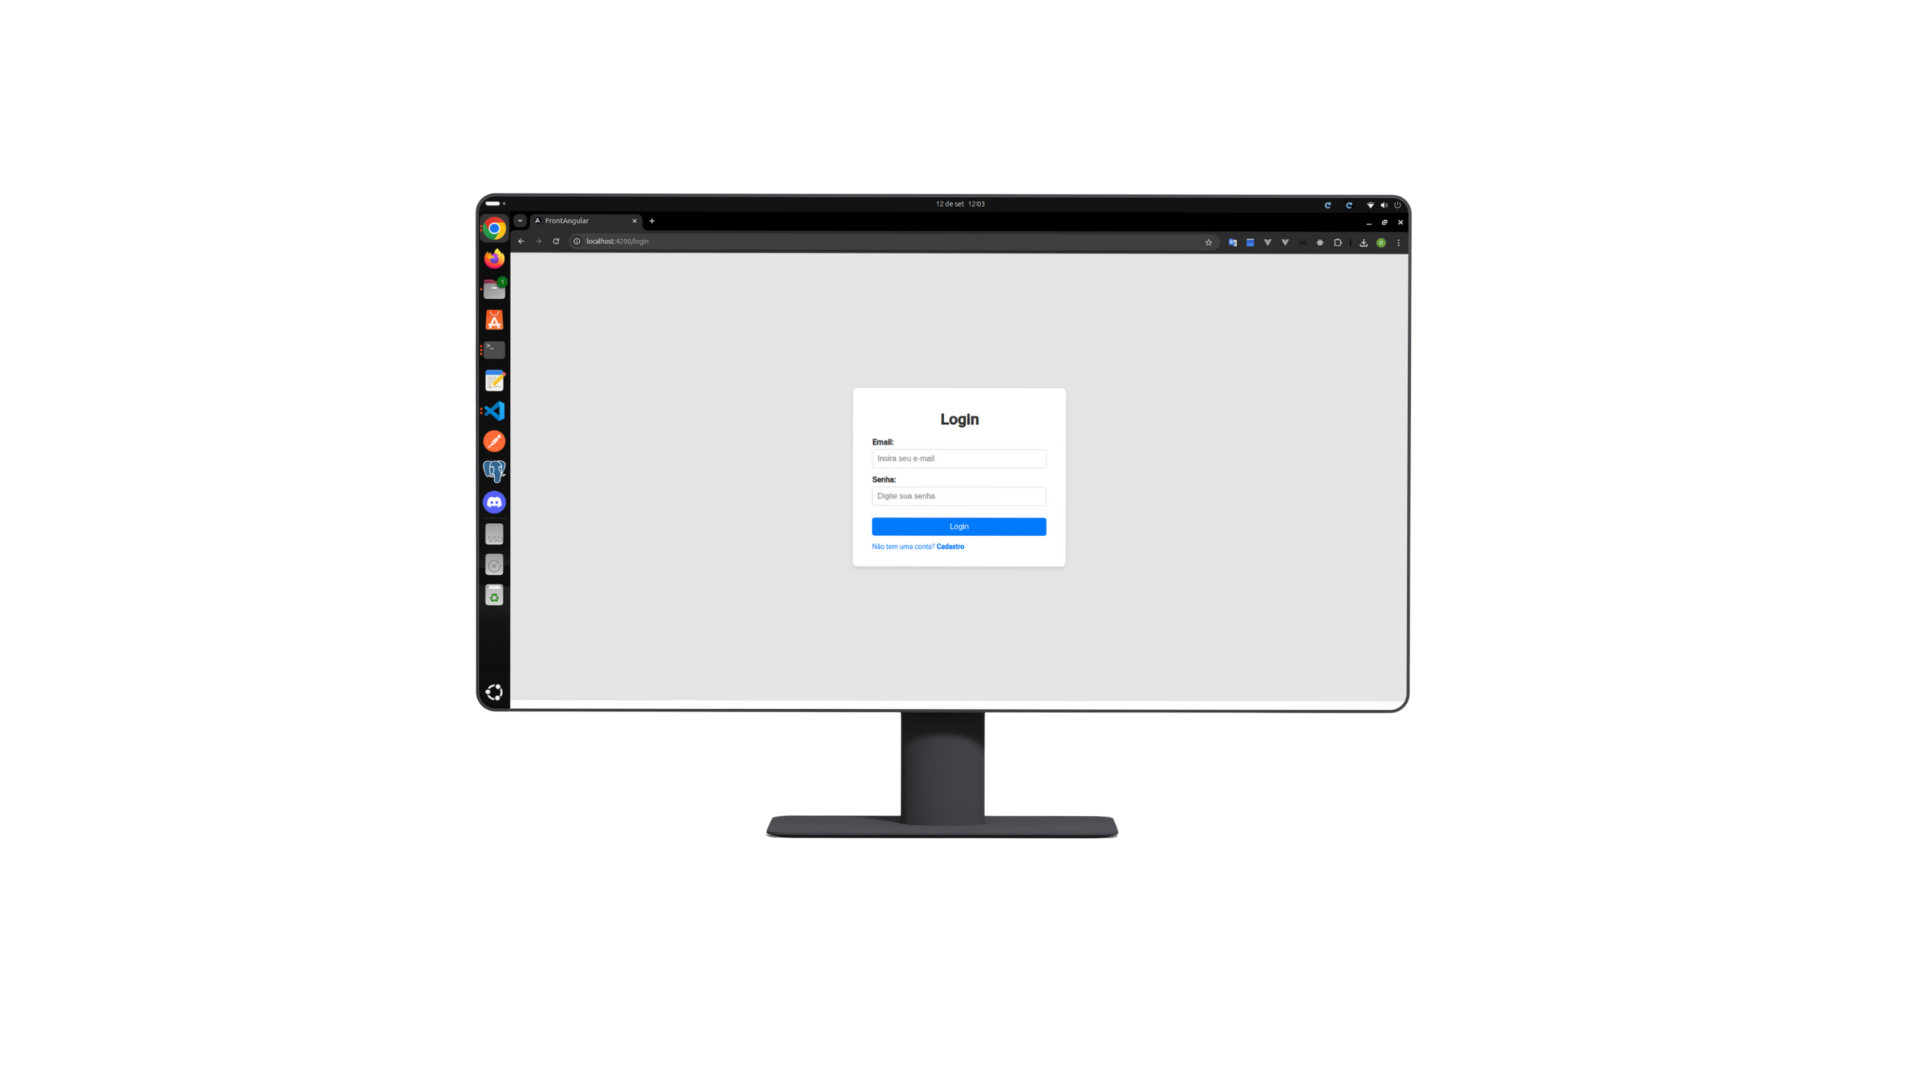 12 de set 12:03
FrontAngular
localhost:4200/login
Login
Email:
Insira seu e-mail
Senha:
Digite sua senha
Login
Não tem uma conta? Cadastro
SSD